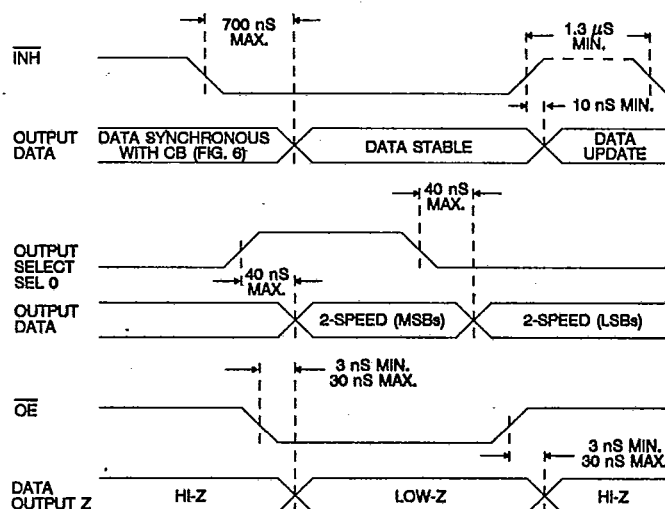 700 nS
MAX.
1.3 µS
MIN.
INH
10 nS MIN.
OUTPUT
DATA
DATA SYNCHRONOUS
WITH CB (FIG. 6)
DATA STABLE
DATA
UPDATE
40 nS
MAX.
OUTPUT
SELECT
SEL 0
40 nS
MAX.
OUTPUT
DATA
2-SPEED (MSBs)
2-SPEED (LSBs)
3 nS MIN.
30 nS MAX.
OE
3 nS MIN.
30 nS MAX.
DATA
OUTPUT Z
HI-Z
LOW-Z
HI-Z